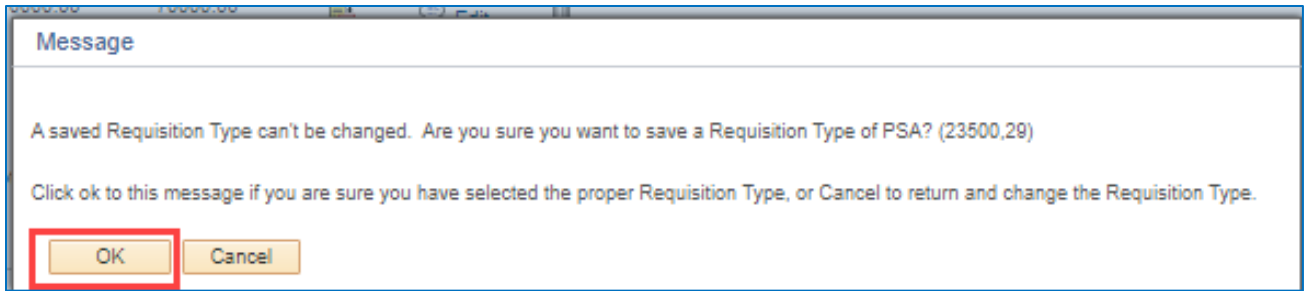 Edit
Message
A saved Requisition Type can't be changed.  Are you sure you want to save a Requisition Type of PSA? (23500,29)
Click ok to this message if you are sure you have selected the proper Requisition Type, or Cancel to return and change the Requisition Type.
OK Cancel